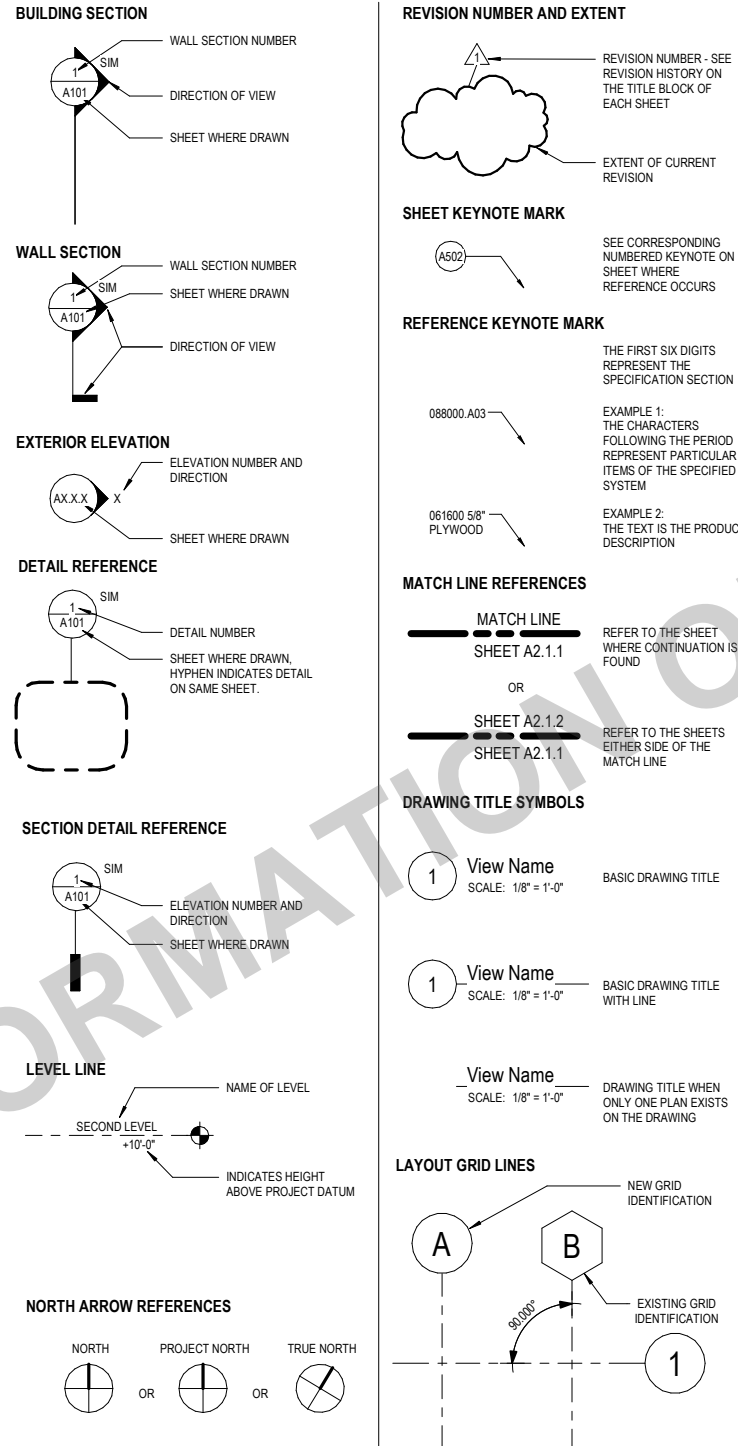 BUILDING SECTION
WALL SECTION NUMBER
SIM
1
A101
DIRECTION OF VIEW
SHEET WHERE DRAWN
WALL SECTION
WALL SECTION NUMBER
SIM
1
SHEET WHERE DRAWN
A101
DIRECTION OF VIEW
EXTERIOR ELEVATION
ELEVATION NUMBER AND
DIRECTION
AX.X.X
X
SHEET WHERE DRAWN
DETAIL REFERENCE
SIM
1
A101
DETAIL NUMBER
SHEET WHERE DRAWN,
HYPHEN INDICATES DETAIL
ON SAME SHEET.
SECTION DETAIL REFERENCE
SIM
1
A101
ELEVATION NUMBER AND
DIRECTION
SHEET WHERE DRAWN
LEVEL LINE
NAME OF LEVEL
SECOND LEVEL
+10'-0"
INDICATES HEIGHT
ABOVE PROJECT DATUM
NORTH ARROW REFERENCES
NORTH
PROJECT NORTH
TRUE NORTH
OR
OR
REVISION NUMBER AND EXTENT
1
REVISION NUMBER - SEE
REVISION HISTORY ON
THE TITLE BLOCK OF
EACH SHEET
EXTENT OF CURRENT
REVISION
SHEET KEYNOTE MARK
A502
SEE CORRESPONDING
NUMBERED KEYNOTE ON
SHEET WHERE
REFERENCE OCCURS
REFERENCE KEYNOTE MARK
THE FIRST SIX DIGITS
REPRESENT THE
SPECIFICATION SECTION
088000.A03
EXAMPLE 1:
THE CHARACTERS
FOLLOWING THE PERIOD
REPRESENT PARTICULAR
ITEMS OF THE SPECIFIED
SYSTEM
061600 5/8"
PLYWOOD
EXAMPLE 2:
THE TEXT IS THE PRODUC
DESCRIPTION
MATCH LINE REFERENCES
MATCH LINE
SHEET A2.1.1
REFER TO THE SHEET
WHERE CONTINUATION IS
FOUND
OR
SHEET A2.1.2
SHEET A2.1.1
REFER TO THE SHEETS
EITHER SIDE OF THE
MATCH LINE
DRAWING TITLE SYMBOLS
1
View Name
SCALE: 1/8" = 1'-0"
BASIC DRAWING TITLE
1
View Name
SCALE: 1/8" = 1'-0"
BASIC DRAWING TITLE
WITH LINE
View Name
SCALE: 1/8" = 1'-0"
DRAWING TITLE WHEN
ONLY ONE PLAN EXISTS
ON THE DRAWING
LAYOUT GRID LINES
NEW GRID
IDENTIFICATION
A
B
90.000°
EXISTING GRID
IDENTIFICATION
1
ORMATION O